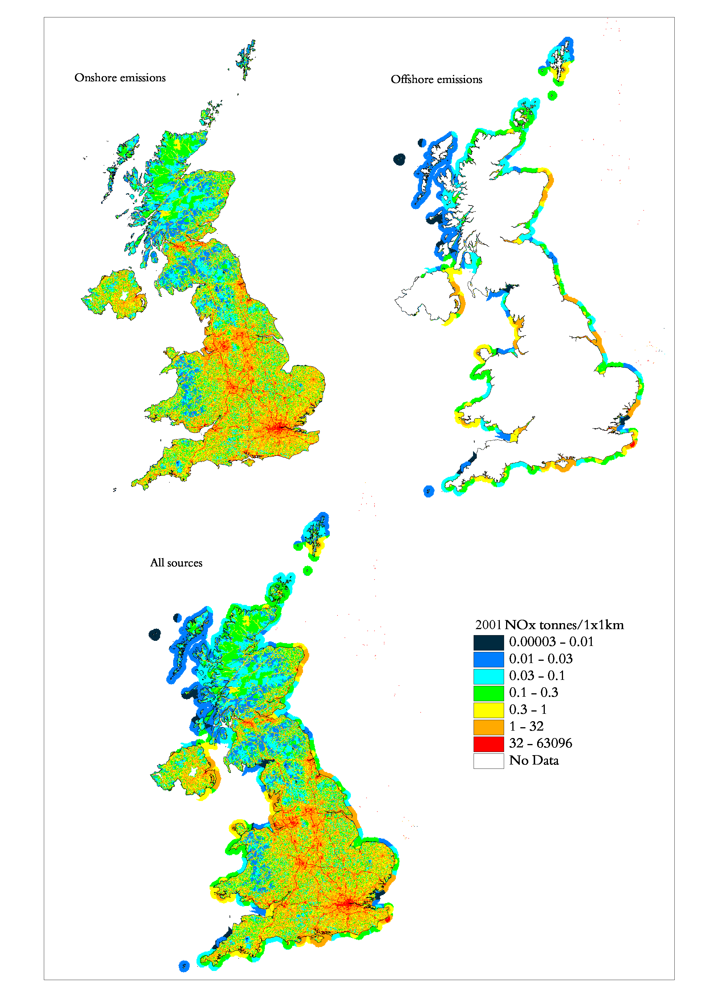 Onshore emissions
Offshore emissions
All sources
2001 NOx tonnes/1x1km
0.00003 – 0.01
0.01 – 0.03
0.03 – 0.1
0.1 – 0.3
0.3 – 1
1 – 32
32 – 63096
No Data